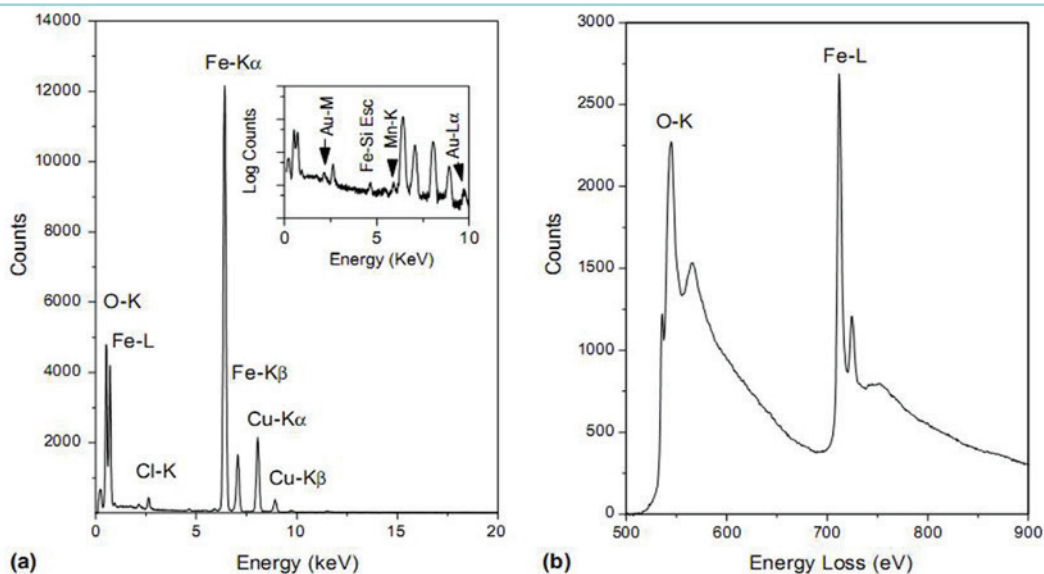 14000
12000
10000
8000
6000
4000
2000
0
5
10
15
20
Counts
Energy (keV)
(a)
O-K
Fe-L
Cl-K
Fe-Kα
Fe-Kβ
Cu-Kα
Cu-Kβ
Log Counts
Au-M
Fe-Si Esc
Mn-K
Au-Lα
0
5
10
Energy (KeV)
3000
2500
2000
1500
1000
500
0
500
600
700
800
900
Counts
Energy Loss (eV)
(b)
O-K
Fe-L